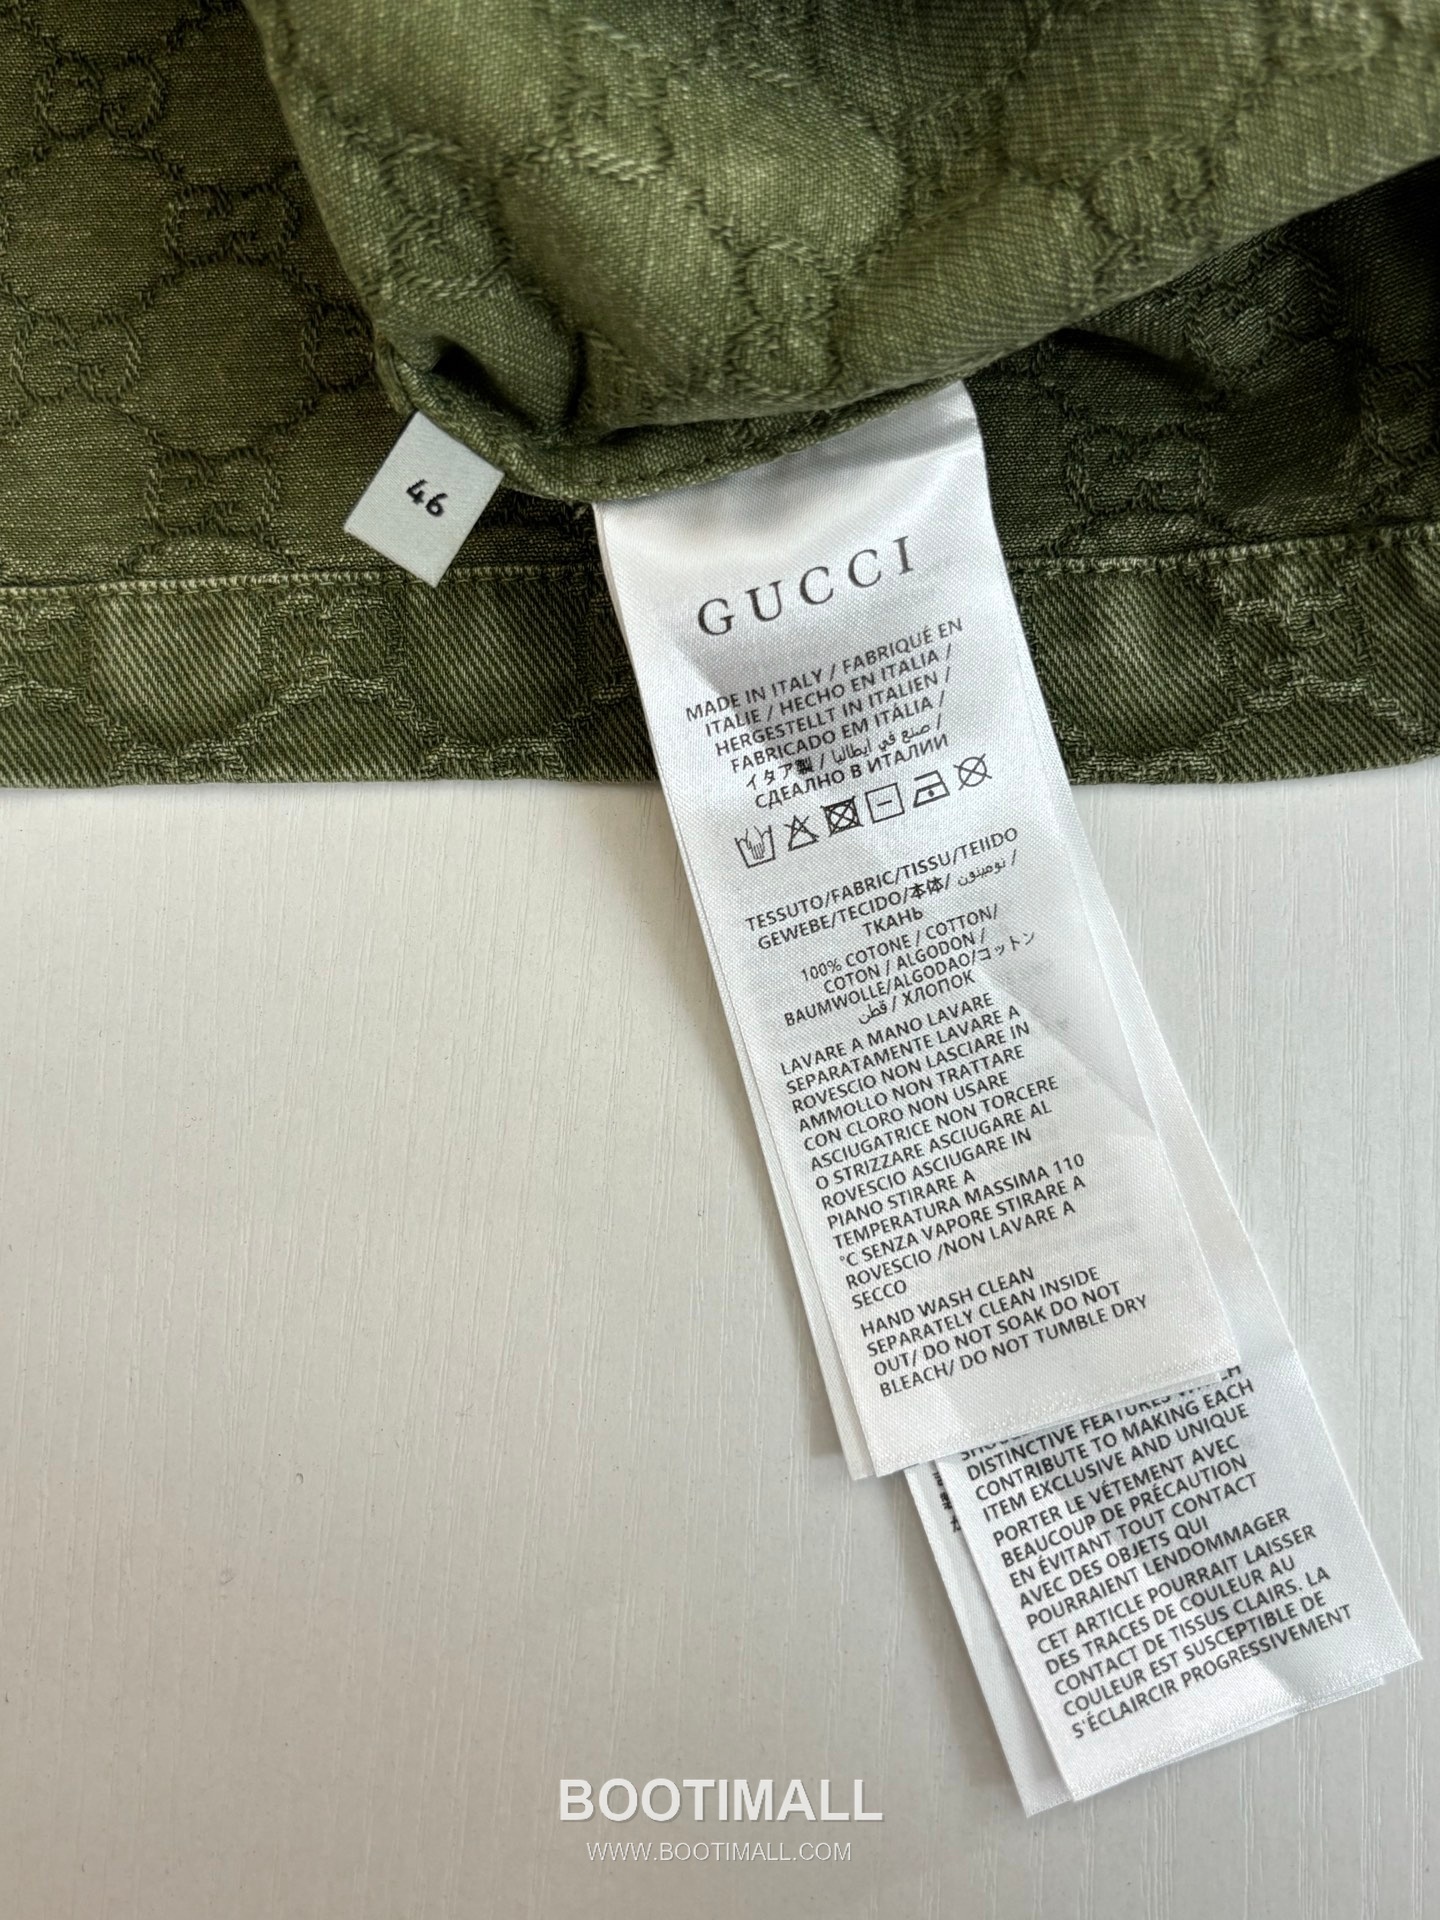 46
GUCCI
MADE IN ITALY / FABRIQUÉ EN
ITALIE / HECHO EN ITALIA /
HERGESTELLT IN ITALIEN /
FABRICADO EM ITÁLIA /
イタア製 / صنع في ايطاليا /
СДЕАЛНО В ИТАЛИИ
TESSUTO/FABRIC/TISSU/TEIIDO
GEWEBE/TECIDO/本体/ نومينون /
ТКАНЬ
100% COTONE / COTTON/
COTON / ALGODON /
BAUMWOLLE/ALGODAO/コットン
قطن / ХЛОПОК
LAVARE A MANO LAVARE
SEPARATAMENTE LAVARE A
ROVESCIO NON LASCIARE IN
AMMOLLO NON TRATTARE
CON CLORO NON USARE
ASCIUGATRICE NON TORCERE
O STRIZZARE ASCIUGARE AL
ROVESCIO ASCIUGARE IN
PIANO STIRARE A
TEMPERATURA MASSIMA 110
°C SENZA VAPORE STIRARE A
ROVESCIO /NON LAVARE A
SECCO
HAND WASH CLEAN
SEPARATELY CLEAN INSIDE
OUT/ DO NOT SOAK DO NOT
BLEACH/ DO NOT TUMBLE DRY
DISTINCTIVE FEATURES
CONTRIBUTE TO MAKING EACH
ITEM EXCLUSIVE AND UNIQUE
PORTER LE VÉTEMENT AVEC
BEAUCOUP DE PRÉCAUTION
EN ÉVITANT TOUT CONTACT
AVEC DES OBJETS QUI
POURRAIENT LENDOMMAGER
CET ARTICLE POURRAIT LAISSER
DES TRACES DE COULEUR AU
CONTACT DE TISSUS CLAIRS. LA
COULEUR EST SUSCEPTIBLE DE
S'ÉCLAIRCIR PROGRESSIVEMENT
BOOTIMALL
WWW.BOOTIMALL.COM